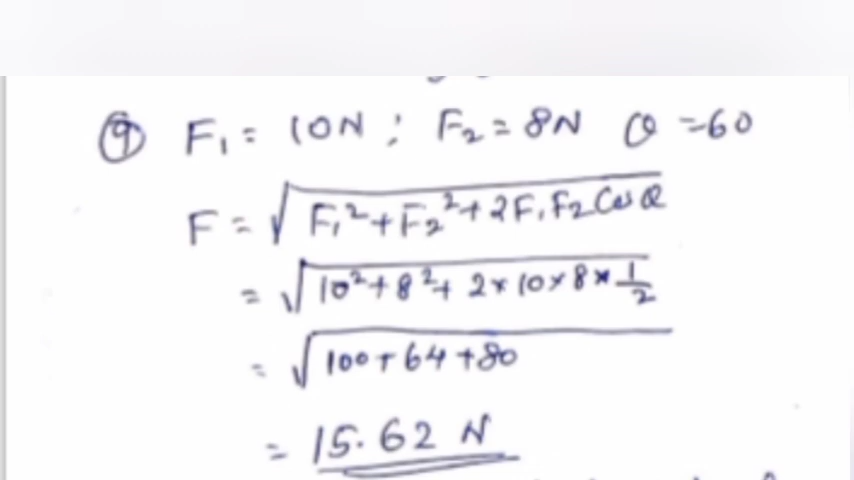 ⑨ F₁ = 10N ; F₂ = 8N θ = 60
F = √F₁² + F₂² + 2F₁F₂ Cos θ
= √10² + 8² + 2 × 10 × 8 × 1/2
= √100 + 64 + 80
= 15.62 N